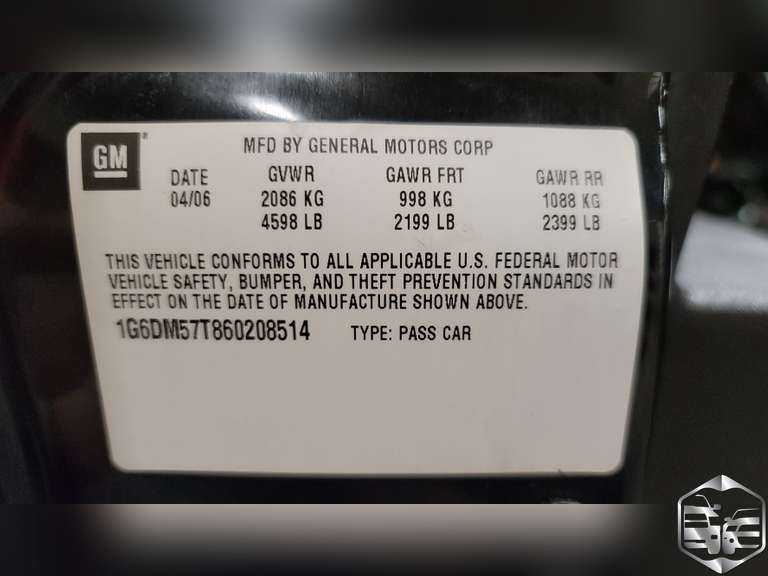 GM
MFD BY GENERAL MOTORS CORP
DATE GVWR GAWR FRT GAWR RR
04/06 2086 KG 998 KG 1088 KG
4598 LB 2199 LB 2399 LB
THIS VEHICLE CONFORMS TO ALL APPLICABLE U.S. FEDERAL MOTOR
VEHICLE SAFETY, BUMPER, AND THEFT PREVENTION STANDARDS IN
EFFECT ON THE DATE OF MANUFACTURE SHOWN ABOVE.
1G6DM57T860208514 TYPE: PASS CAR